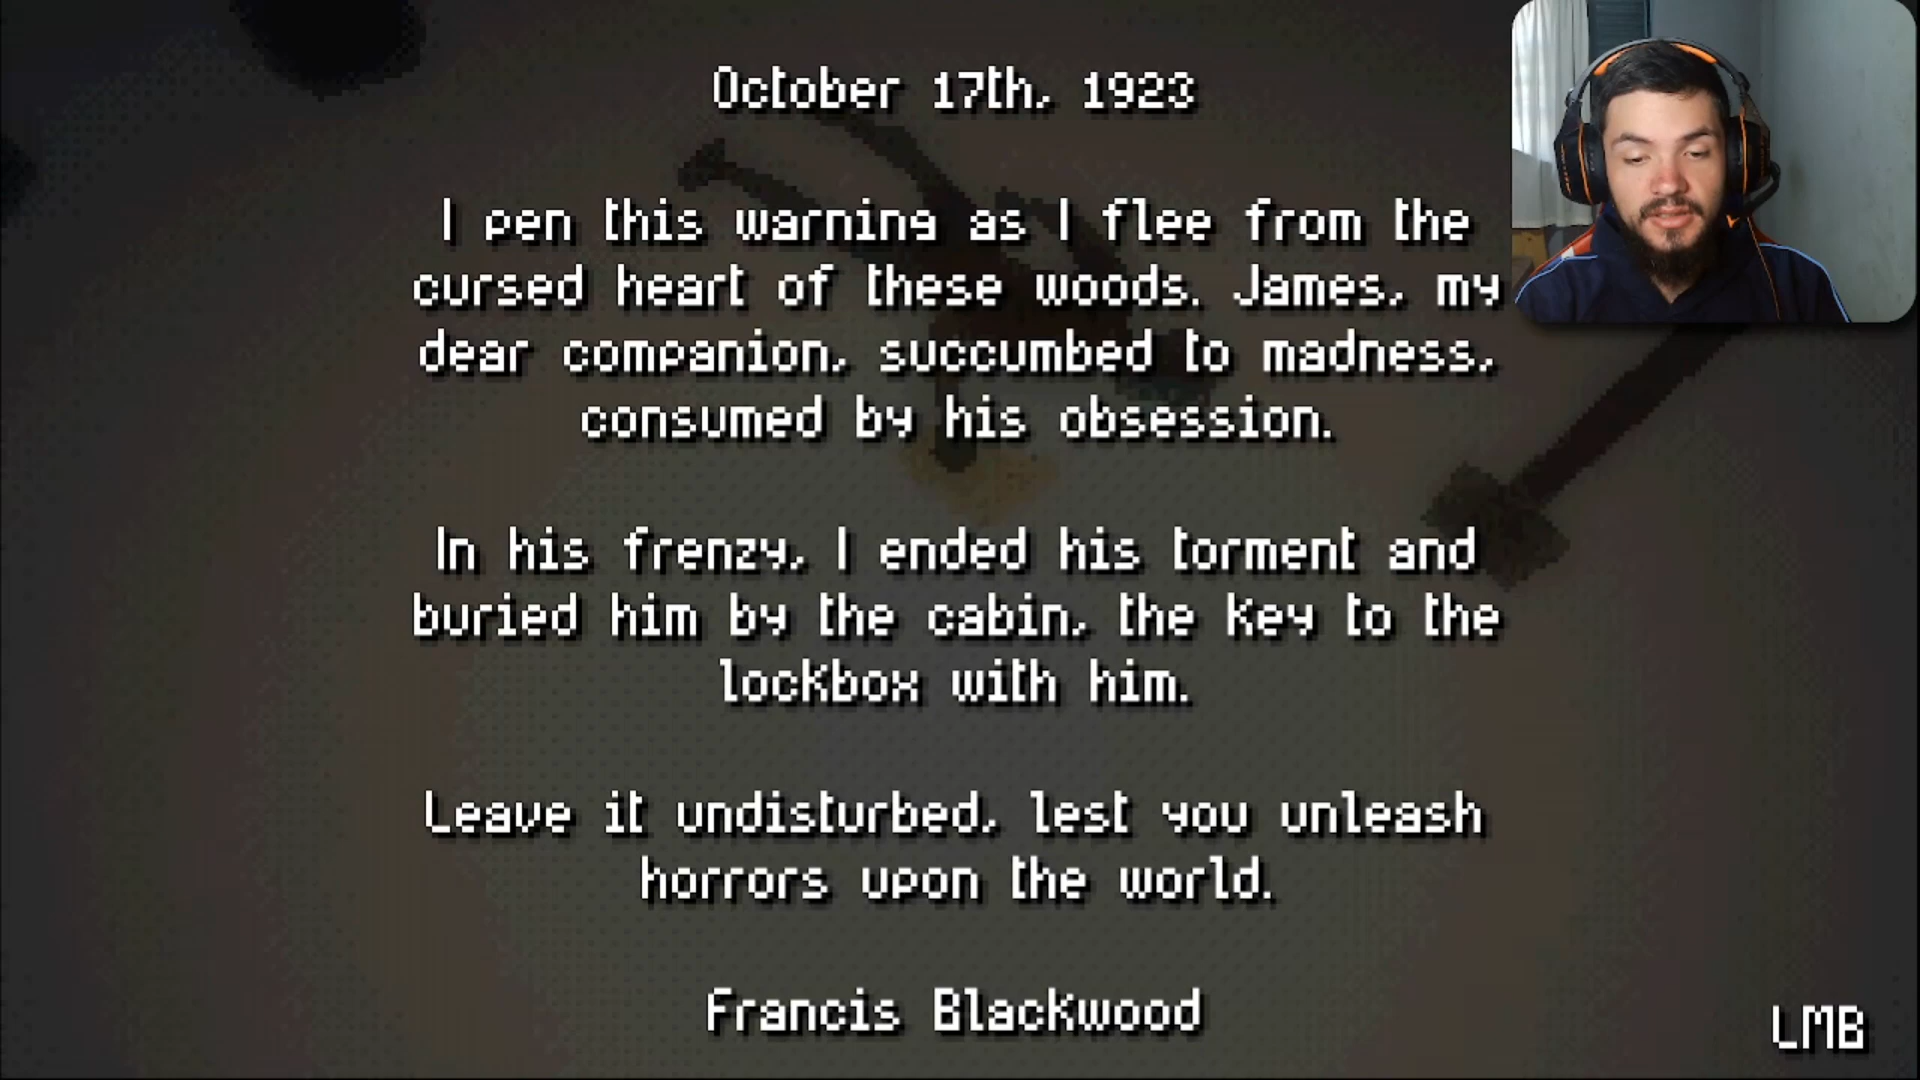 October 17th, 1923
I pen this warning as I flee from the
cursed heart of these woods. James, my
dear companion, succumbed to madness,
consumed by his obsession.
In his frenzy, I ended his torment and
buried him by the cabin, the key to the
lockbox with him.
Leave it undisturbed, lest you unleash
horrors upon the world.
Francis Blackwood
LMB